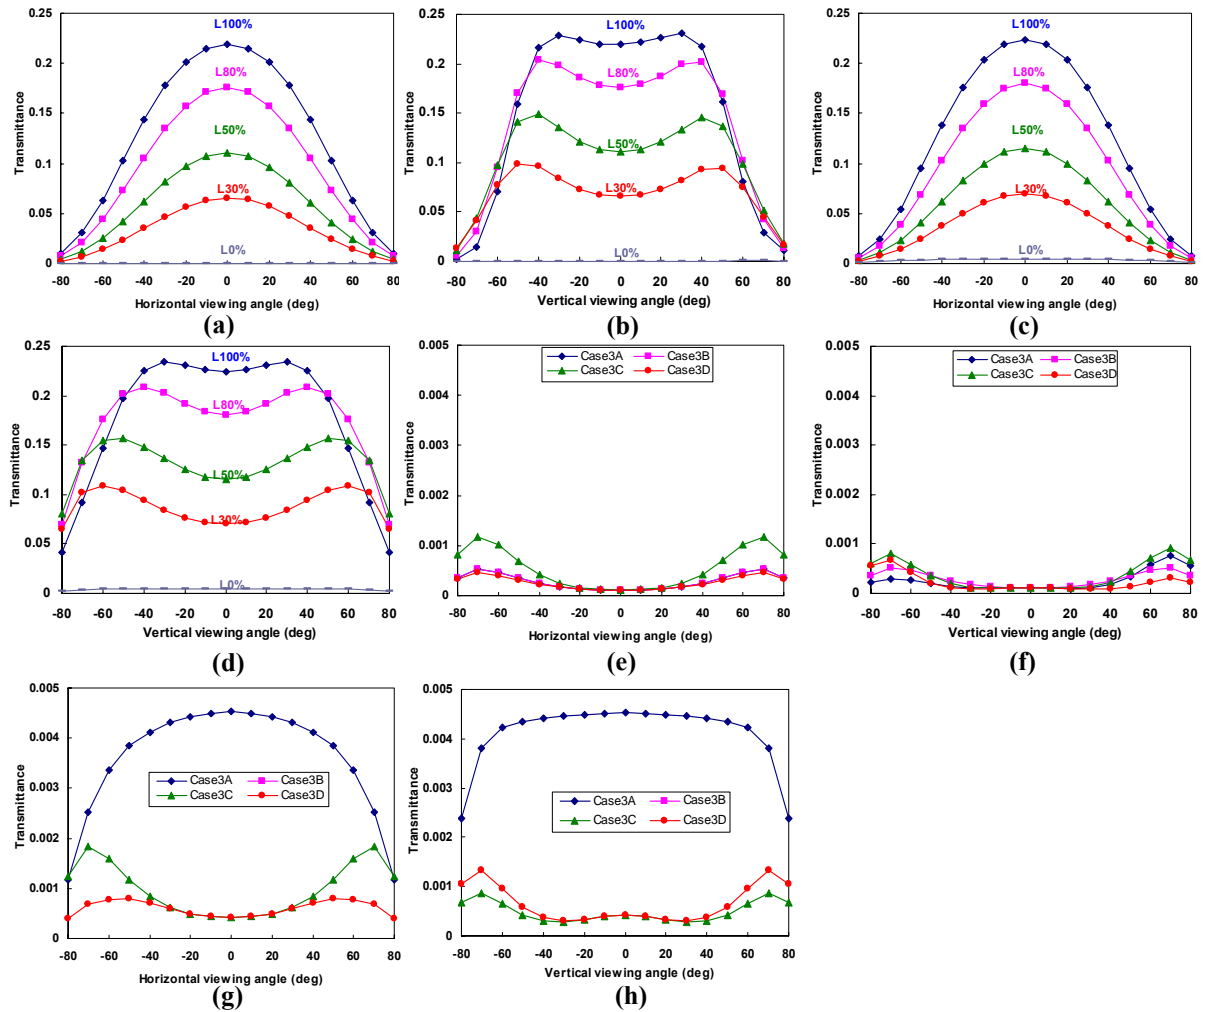 0.25
0.2
0.15
0.1
0.05
0
Transmittance
L100%
L80%
L50%
L30%
L0%
-80 -60 -40 -20 0 20 40 60 80
Horizontal viewing angle (deg)
(a)
0.25
0.2
0.15
0.1
0.05
0
Transmittance
L100%
L80%
L50%
L30%
L0%
-80 -60 -40 -20 0 20 40 60 80
Vertical viewing angle (deg)
(b)
0.25
0.2
0.15
0.1
0.05
0
Transmittance
L100%
L80%
L50%
L30%
L0%
-80 -60 -40 -20 0 20 40 60 80
Horizontal viewing angle (deg)
(c)
0.25
0.2
0.15
0.1
0.05
0
Transmittance
L100%
L80%
L50%
L30%
L0%
-80 -60 -40 -20 0 20 40 60 80
Vertical viewing angle (deg)
(d)
0.005
0.004
0.003
0.002
0.001
0
Transmittance
Case3A Case3B
Case3C Case3D
-80 -60 -40 -20 0 20 40 60 80
Horizontal viewing angle (deg)
(e)
0.005
0.004
0.003
0.002
0.001
0
Transmittance
Case3A Case3B
Case3C Case3D
-80 -60 -40 -20 0 20 40 60 80
Vertical viewing angle (deg)
(f)
0.005
0.004
0.003
0.002
0.001
0
Transmittance
Case3A Case3B
Case3C Case3D
-80 -60 -40 -20 0 20 40 60 80
Horizontal viewing angle (deg)
(g)
0.005
0.004
0.003
0.002
0.001
0
Transmittance
Case3A Case3B
Case3C Case3D
-80 -60 -40 -20 0 20 40 60 80
Vertical viewing angle (deg)
(h)